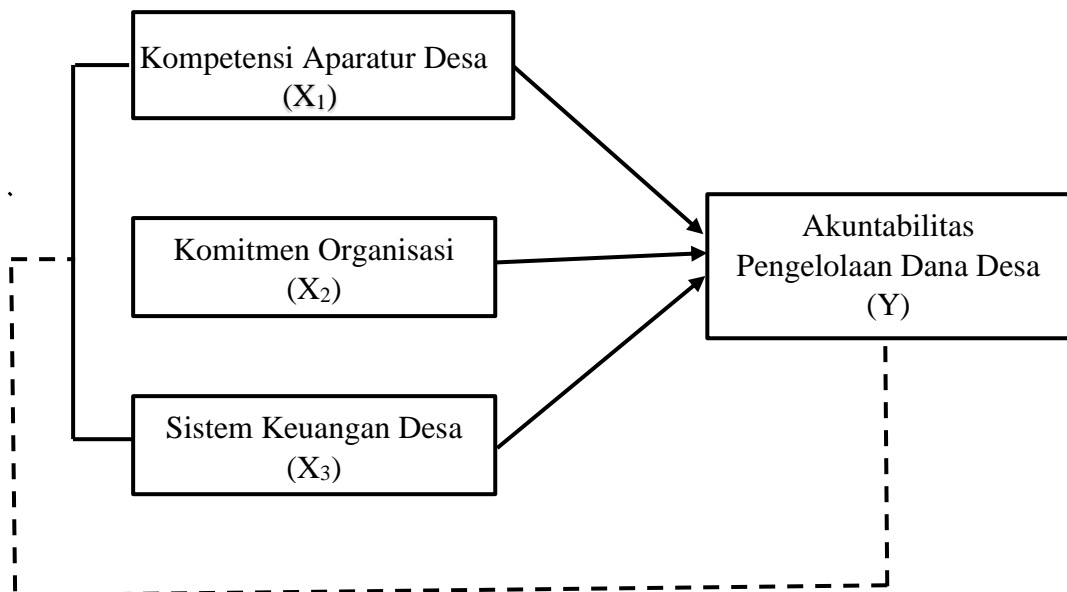 Kompetensi Aparatur Desa
(X₁)
Komitmen Organisasi
(X₂)
Sistem Keuangan Desa
(X₃)
Akuntabilitas
Pengelolaan Dana Desa
(Y)